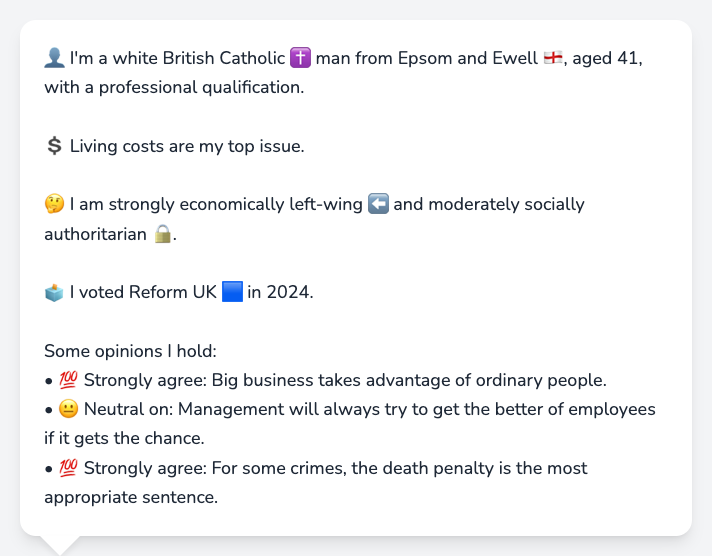 👤 I'm a white British Catholic ✝️ man from Epsom and Ewell 🏴󠁧󠁢󠁥󠁮󠁧󠁿, aged 41,
with a professional qualification.
💲 Living costs are my top issue.
🤔 I am strongly economically left-wing ⬅️ and moderately socially
authoritarian 🔒.
🗳️ I voted Reform UK 🟦 in 2024.
Some opinions I hold:
• 💯 Strongly agree: Big business takes advantage of ordinary people.
• 😐 Neutral on: Management will always try to get the better of employees
if it gets the chance.
• 💯 Strongly agree: For some crimes, the death penalty is the most
appropriate sentence.